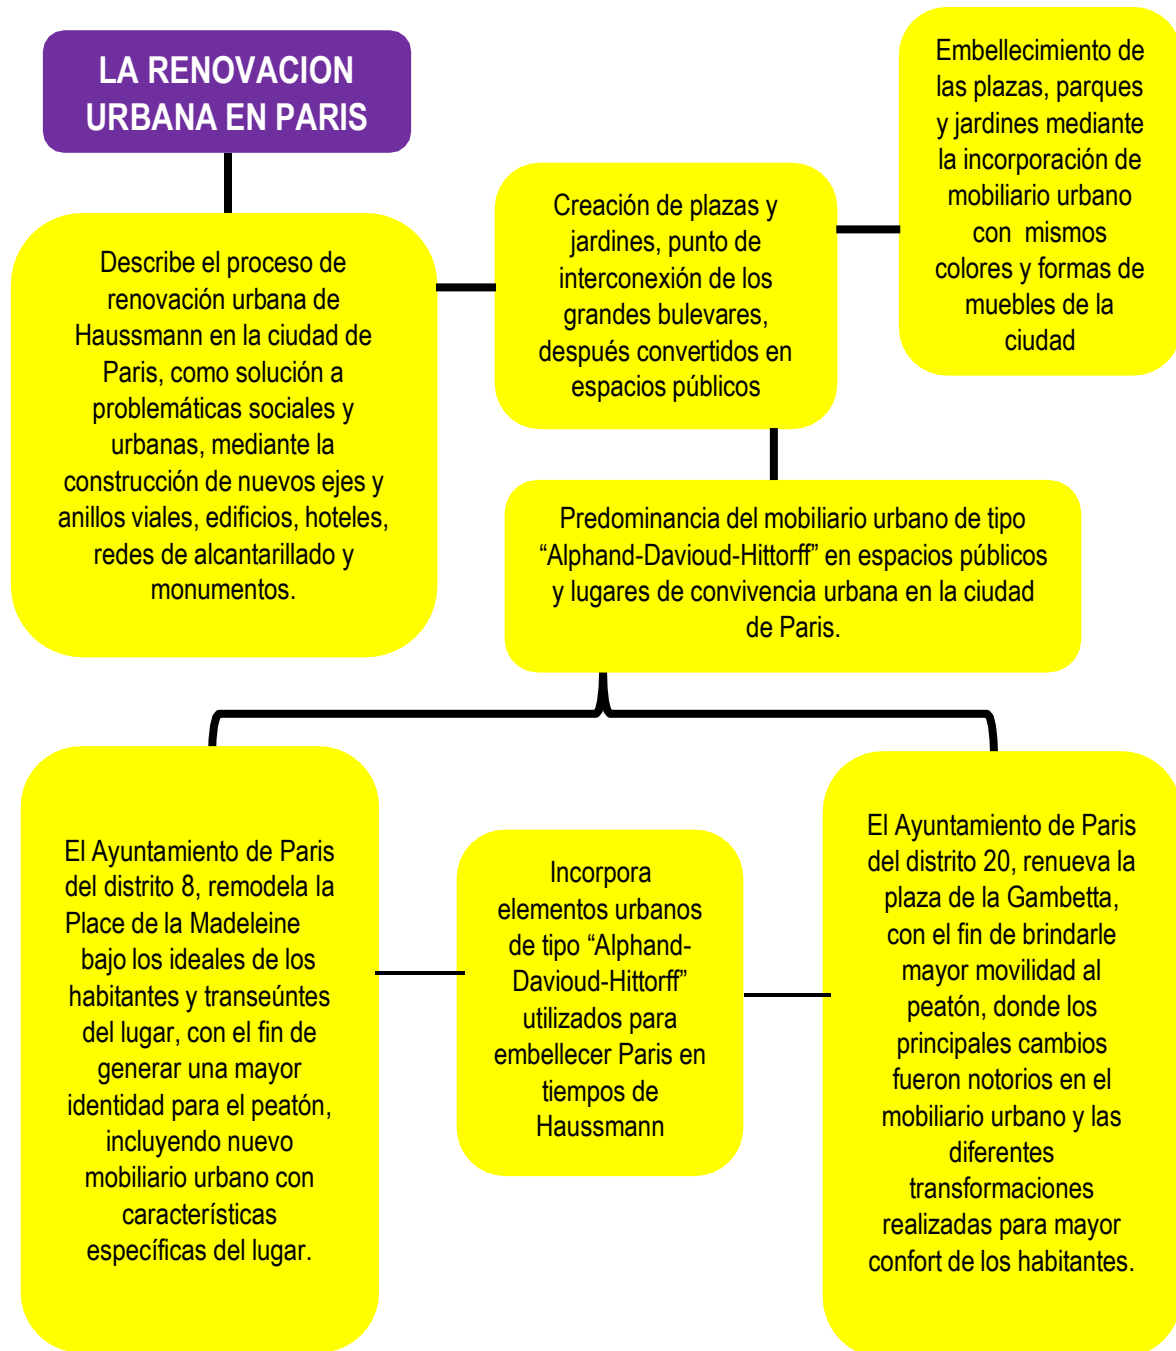 LA RENOVACION
URBANA EN PARIS
Describe el proceso de
renovación urbana de
Haussmann en la ciudad de
Paris, como solución a
problemáticas sociales y
urbanas, mediante la
construcción de nuevos ejes y
anillos viales, edificios, hoteles,
redes de alcantarillado y
monumentos.
Creación de plazas y
jardines, punto de
interconexión de los
grandes bulevares,
después convertidos en
espacios públicos
Embellecimiento de
las plazas, parques
y jardines mediante
la incorporación de
mobiliario urbano
con mismos
colores y formas de
muebles de la
ciudad
Predominancia del mobiliario urbano de tipo
“Alphand-Davioud-Hittorff” en espacios públicos
y lugares de convivencia urbana en la ciudad
de Paris.
El Ayuntamiento de Paris
del distrito 8, remodela la
Place de la Madeleine
bajo los ideales de los
habitantes y transeúntes
del lugar, con el fin de
generar una mayor
identidad para el peatón,
incluyendo nuevo
mobiliario urbano con
características
específicas del lugar.
Incorpora
elementos urbanos
de tipo “Alphand-
Davioud-Hittorff”
utilizados para
embellecer Paris en
tiempos de
Haussmann
El Ayuntamiento de Paris
del distrito 20, renueva la
plaza de la Gambetta,
con el fin de brindarle
mayor movilidad al
peatón, donde los
principales cambios
fueron notorios en el
mobiliario urbano y las
diferentes
transformaciones
realizadas para mayor
confort de los habitantes.